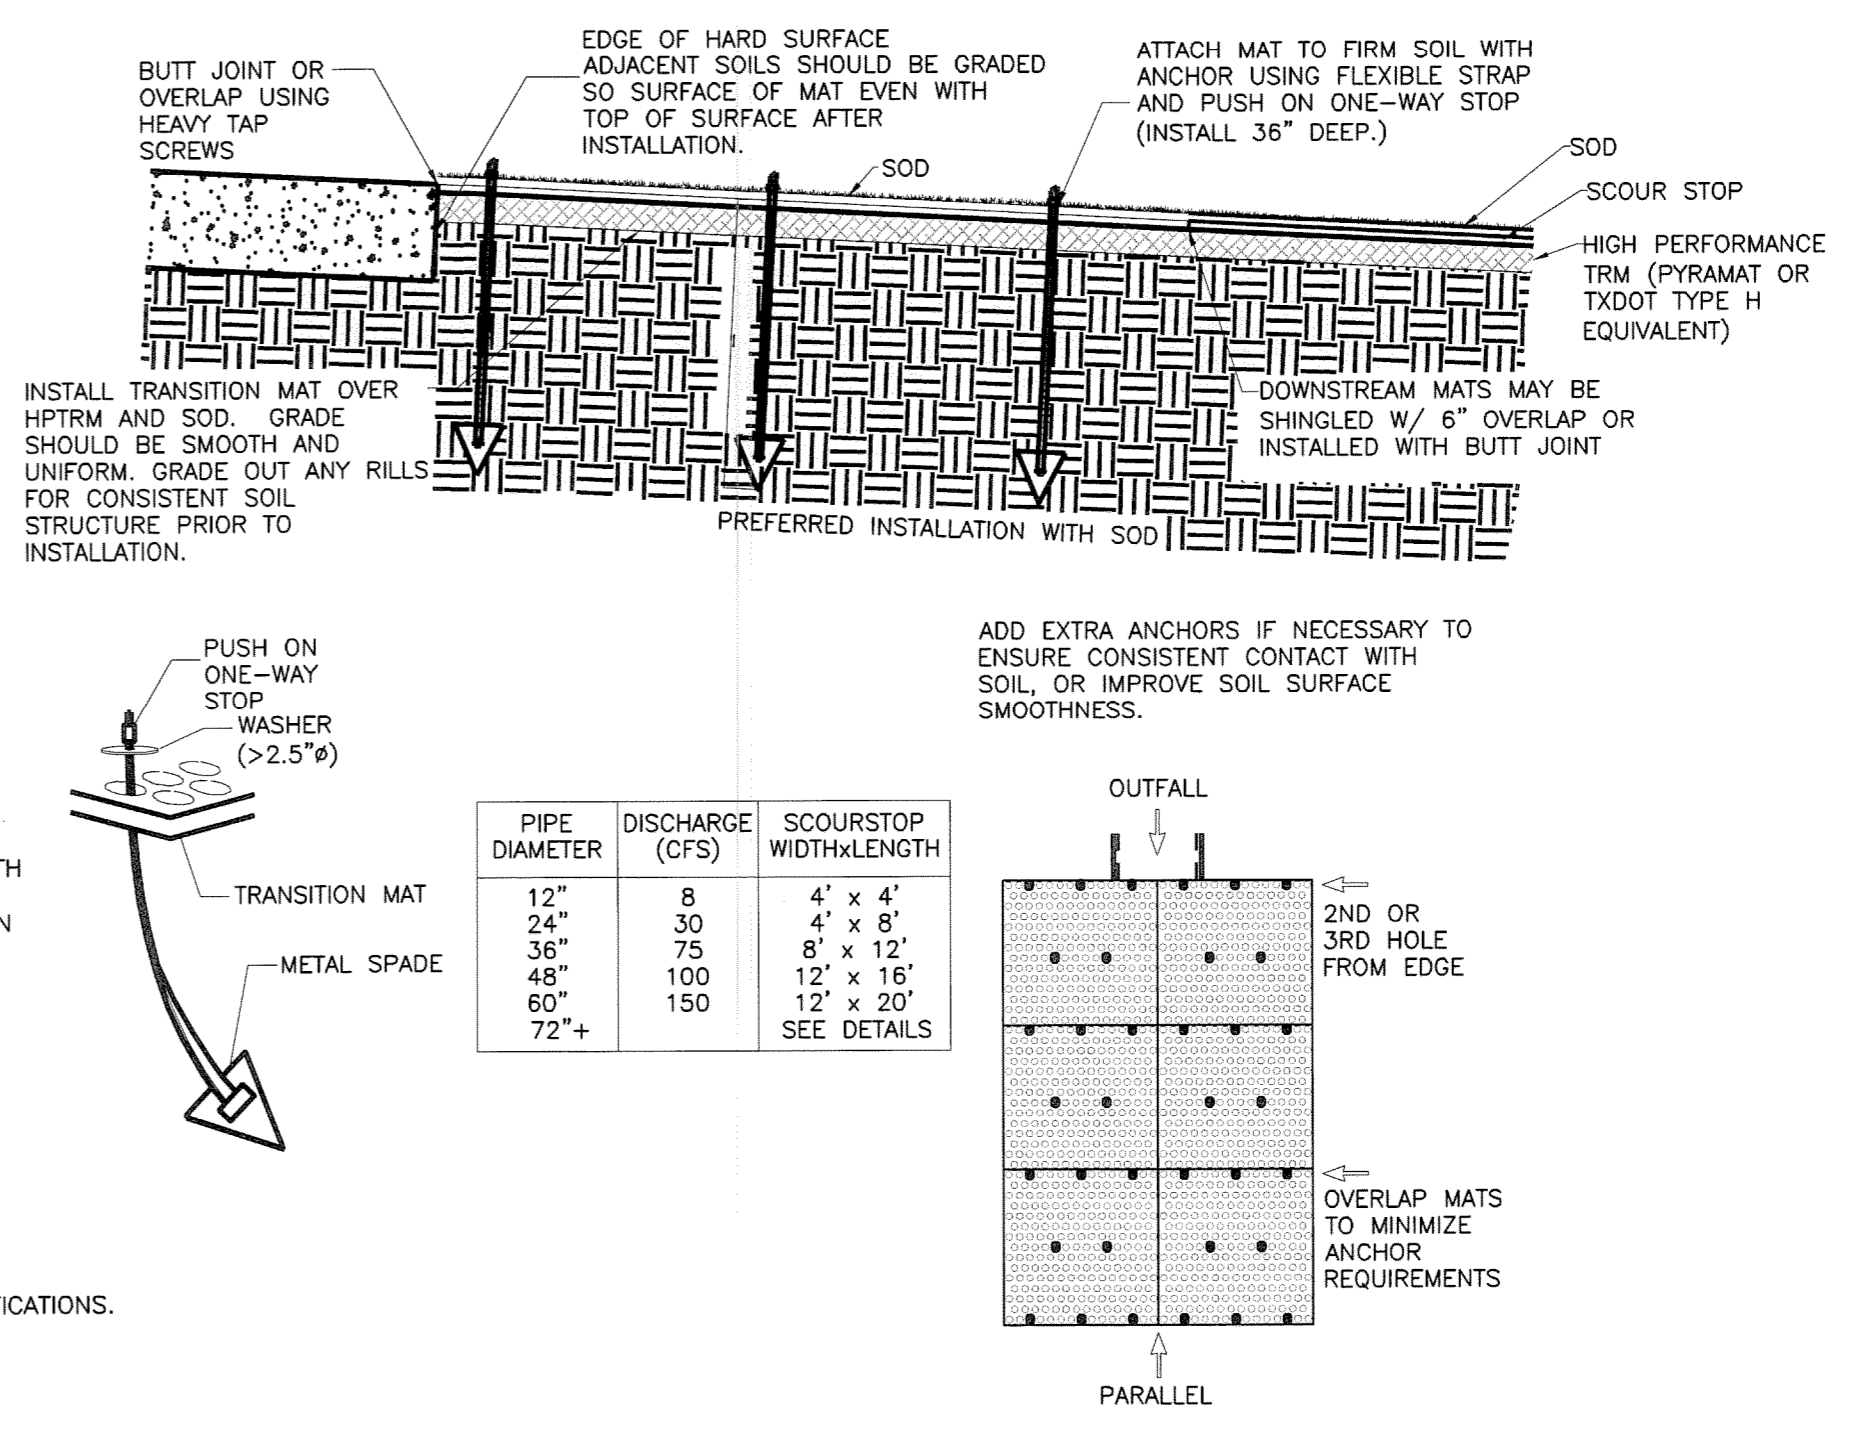 BUTT JOINT OR
OVERLAP USING
HEAVY TAP
SCREWS
EDGE OF HARD SURFACE
ADJACENT SOILS SHOULD BE GRADED
SO SURFACE OF MAT EVEN WITH
TOP OF SURFACE AFTER
INSTALLATION.
ATTACH MAT TO FIRM SOIL WITH
ANCHOR USING FLEXIBLE STRAP
AND PUSH ON ONE-WAY STOP
(INSTALL 36" DEEP.)
SOD
SOD
SCOUR STOP
HIGH PERFORMANCE
TRM (PYRAMAT OR
TXDOT TYPE H
EQUIVALENT)
INSTALL TRANSITION MAT OVER
HPTRM AND SOD. GRADE
SHOULD BE SMOOTH AND
UNIFORM. GRADE OUT ANY RILLS
FOR CONSISTENT SOIL
STRUCTURE PRIOR TO
INSTALLATION.
DOWNSTREAM MATS MAY BE
SHINGLED W/ 6" OVERLAP OR
INSTALLED WITH BUTT JOINT
PREFERRED INSTALLATION WITH SOD
PUSH ON
ONE-WAY
STOP
WASHER
(>2.5"ø)
TRANSITION MAT
METAL SPADE
TH
N
ICATIONS.
ADD EXTRA ANCHORS IF NECESSARY TO
ENSURE CONSISTENT CONTACT WITH
SOIL, OR IMPROVE SOIL SURFACE
SMOOTHNESS.
PIPE DIAMETER DISCHARGE (CFS) SCOURSTOP WIDTHxLENGTH
12" 8 4' x 4'
24" 30 4' x 8'
36" 75 8' x 12'
48" 100 12' x 16'
60" 150 12' x 20'
72"+ SEE DETAILS
OUTFALL
2ND OR
3RD HOLE
FROM EDGE
OVERLAP MATS
TO MINIMIZE
ANCHOR
REQUIREMENTS
PARALLEL